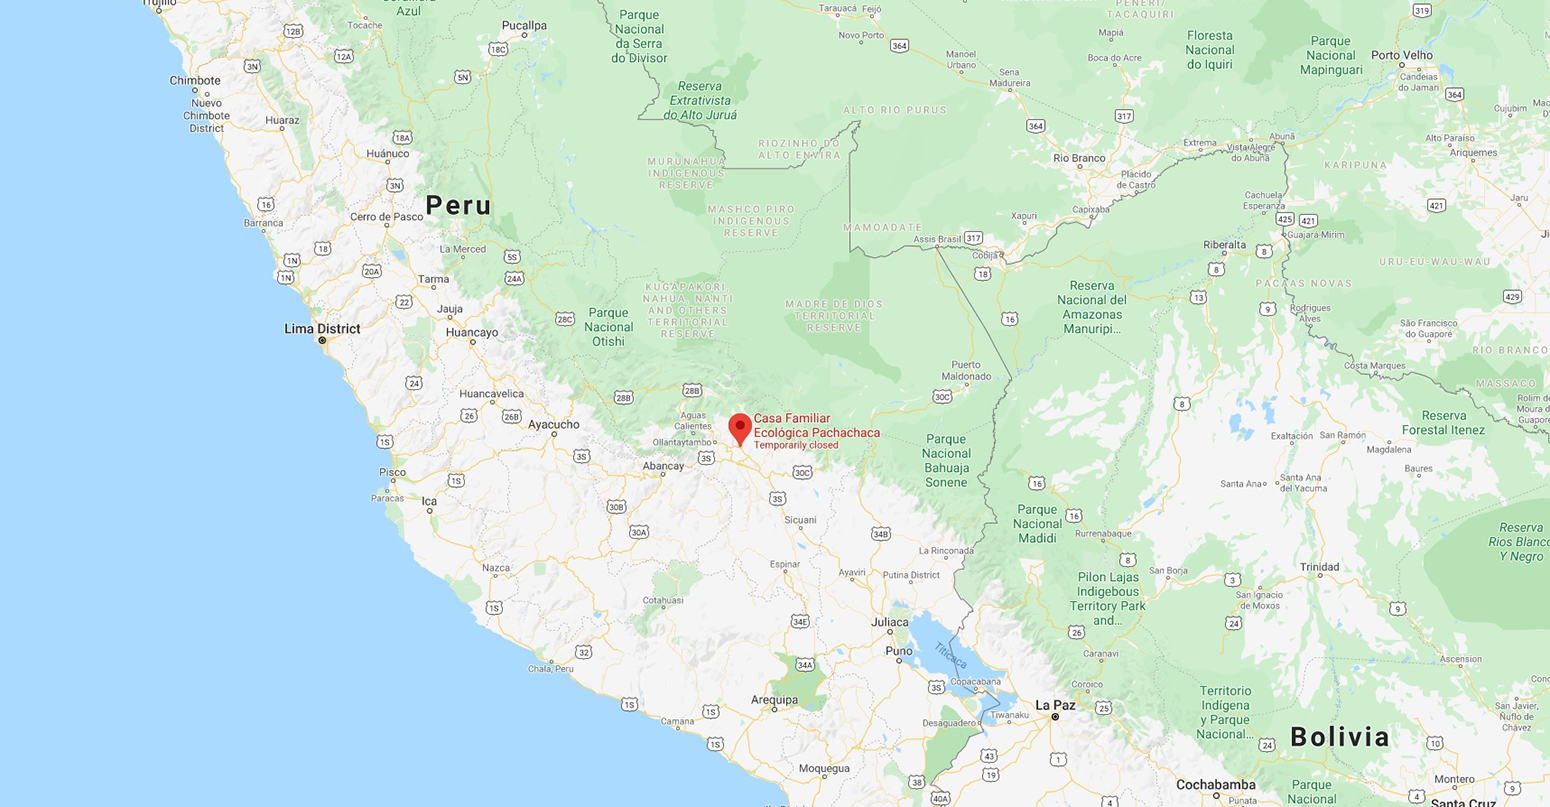 Trujillo
Tocache
Azul
Pucallpa
Parque
Nacional
da Serra
do Divisor
Tarauacá
Feijó
PENERI/
TACAQUIRI
319
12B
18C
12A
3N
5N
Novo Porto
364
Mapiá
Boca do Acre
Manoel
Urbano
Sena
Madureira
Floresta
Nacional
do Iquiri
Parque
Nacional
Mapinguari
Porto Velho
Candeias
do Jamari
364
Chimbote
Nuevo
Chimbote
District
Huaraz
Reserva
Extrativista
do Alto Juruá
ALTO RIO PURUS
364
317
Cujubim
18A
Huánuco
3N
RIOZINHO DO
ALTO ENVIRA
MURUNAHUA
INDIGENOUS
RESERVE
Rio Branco
Extrema
Vista Alegre
do Abunã
Abunã
Alto Paraíso
Ariquemes
KARIPUNA
Plácido
de Castro
16
Barranca
Cerro de Pasco
Peru
MASHCO PIRO
INDIGENOUS
RESERVE
MAMOADATE
Xapuri
Capixaba
Cachuela
Esperanza
425
421
421
Jaru
Guajará-Mirim
18
La Merced
5S
1N
1N
20A
24A
Tarma
Assis Brasil
317
Cobija
18
Riberalta
8
8
URU-EU-WAU-WAU
PACAAS NOVAS
429
22
Jauja
Huancayo
28C
Parque
Nacional
Otishi
KUGAPAKORI,
NAHUA, NANTI
AND OTHERS
TERRITORIAL
RESERVE
MADRE DE DIOS
TERRITORIAL
RESERVE
16
Reserva
Nacional del
Amazonas
Manuripi...
13
9
Rodrigues
Alves
São Francisco
do Guaporé
RIO BRANCO
Lima District
Costa Marques
MASSACO
24
Huancavelica
26
26B
Ayacucho
28B
28B
Puerto
Maldonado
30C
8
Rolim de
Moura do
Reserva
Forestal Itenez
Aguas
Calientes
Ollantaytambo
Casa Familiar
Ecológica Pachachaca
Temporarily closed
1S
3S
Abancay
3S
30C
Parque
Nacional
Bahuaja
Sonene
Exaltación
San Ramón
Magdalena
Baures
Pisco
Paracas
1S
Ica
30B
3S
16
Santa Ana
Santa Ana
del Yacuma
30A
Sicuani
34B
Parque
Nacional
Madidi
16
Rurrenabaque
Reserva
Rios Blanco
Y Negro
Nazca
La Rinconada
8
Espinar
Ayaviri
Putina District
San Borja
3
Trinidad
Pilon Lajas
Indigebous
Territory Park
and...
1S
Cotahuasi
San Ignacio
de Moxos
9
34E
Juliaca
26
24
32
Chala, Peru
34A
Puno
Titicaca
Caranavi
Ascension
3S
Copacabana
Coroico
Arequipa
1S
1S
Camana
Desaguadero
Tiwanaku
La Paz
25
Territorio
Indígena
y Parque
Nacional...
San Javier,
Ñuflo de
Chávez
1S
43
1
24
Bolivia
10
Moquegua
38
19
Cochabamba
Montero
9
40A
4
Punata
Parque
Nacional
4
Santa Cruz